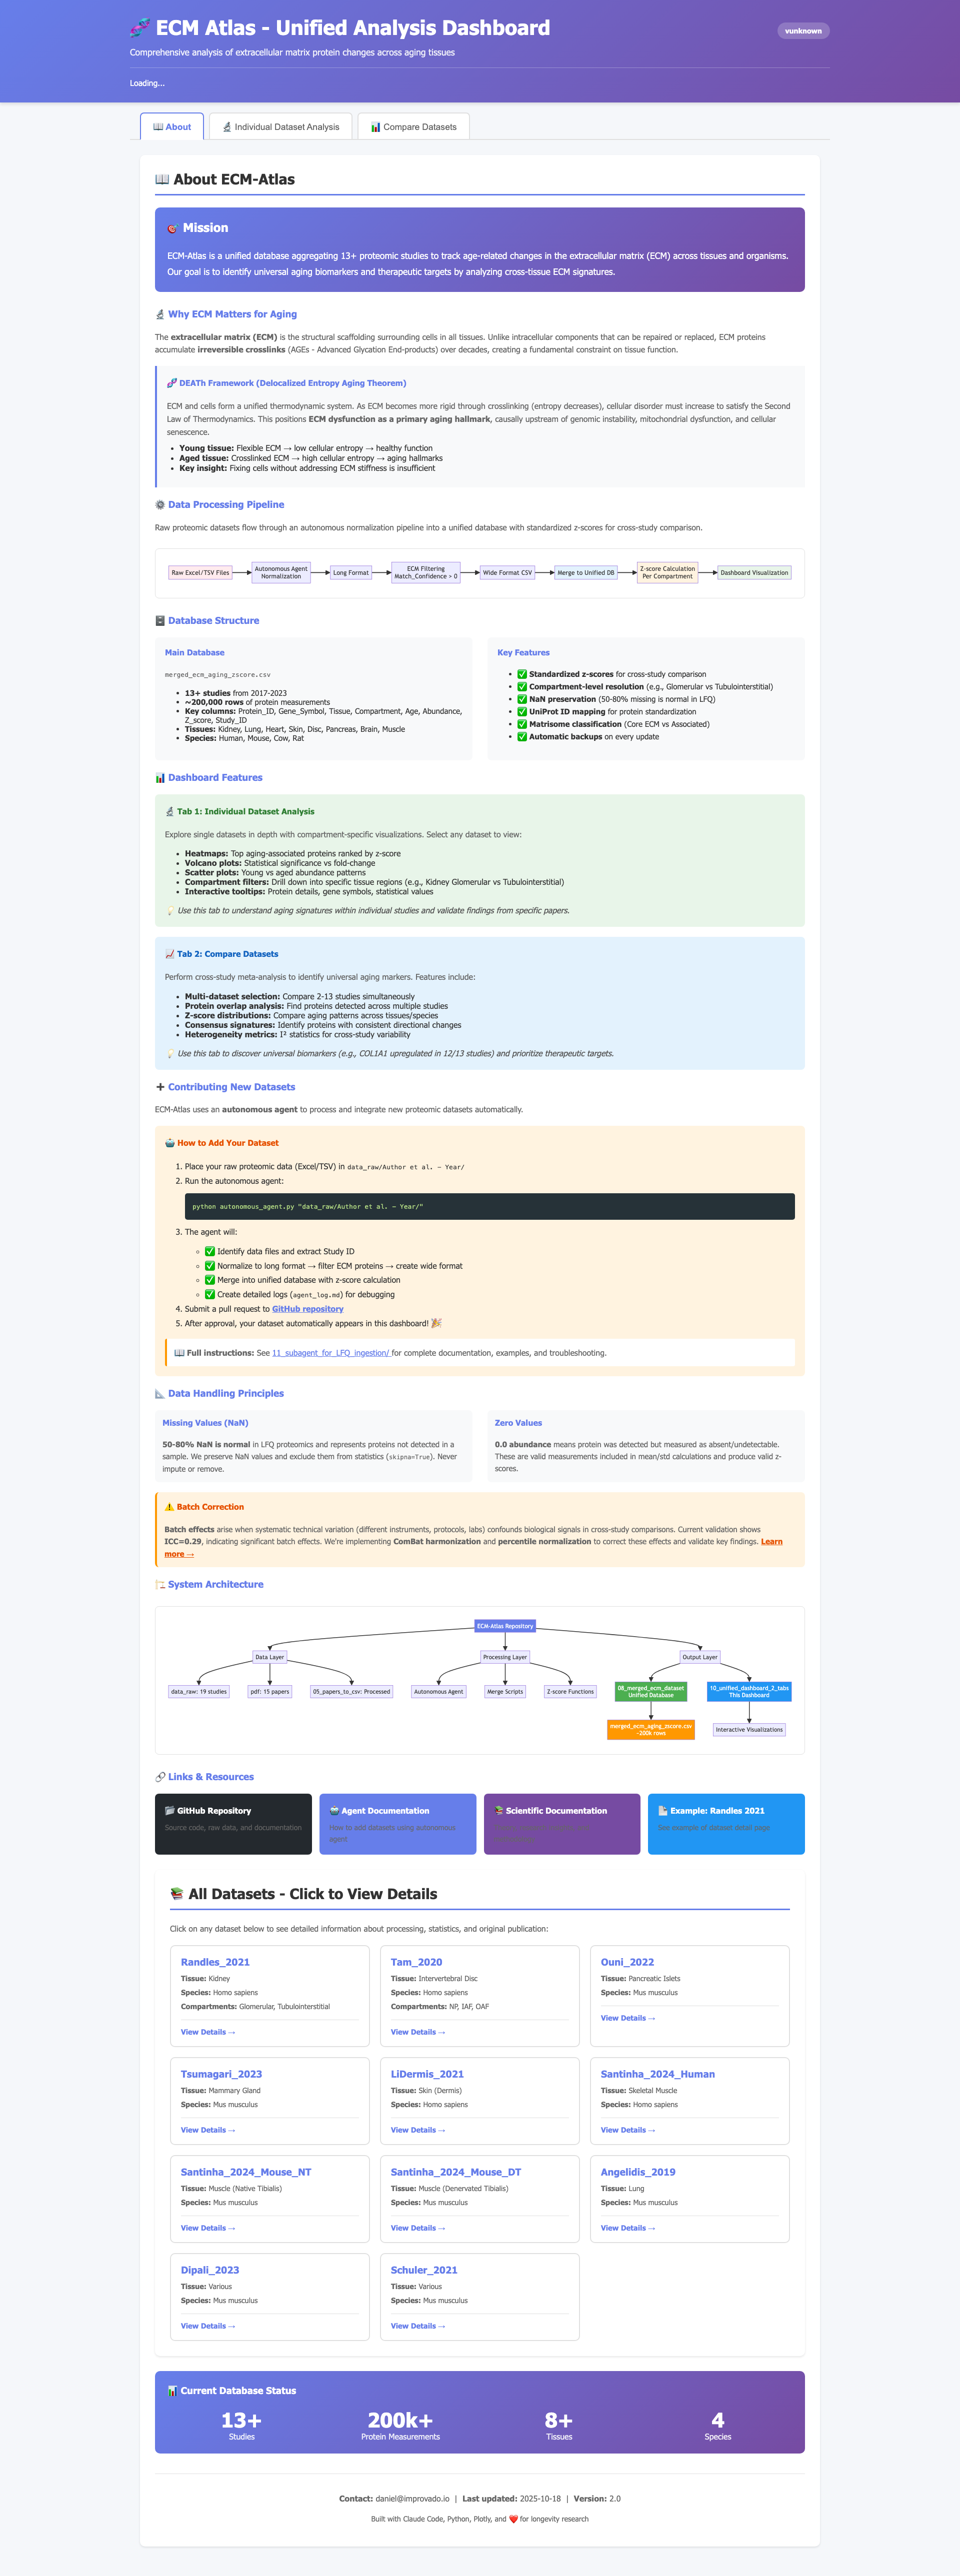 🧬 ECM Atlas - Unified Analysis Dashboard
vunknown
Comprehensive analysis of extracellular matrix protein changes across aging tissues
Loading...
📖 About
🔬 Individual Dataset Analysis
📊 Compare Datasets
📖 About ECM-Atlas
🎯 Mission
ECM-Atlas is a unified database aggregating 13+ proteomic studies to track age-related changes in the extracellular matrix (ECM) across tissues and organisms.
Our goal is to identify universal aging biomarkers and therapeutic targets by analyzing cross-tissue ECM signatures.
🔬 Why ECM Matters for Aging
The extracellular matrix (ECM) is the structural scaffolding surrounding cells in all tissues. Unlike intracellular components that can be repaired or replaced, ECM proteins
accumulate irreversible crosslinks (AGEs - Advanced Glycation End-products) over decades, creating a fundamental constraint on tissue function.
🧬 DEATh Framework (Delocalized Entropy Aging Theorem)
ECM and cells form a unified thermodynamic system. As ECM becomes more rigid through crosslinking (entropy decreases), cellular disorder must increase to satisfy the Second
Law of Thermodynamics. This positions ECM dysfunction as a primary aging hallmark, causally upstream of genomic instability, mitochondrial dysfunction, and cellular
senescence.
• Young tissue: Flexible ECM → low cellular entropy → healthy function
• Aged tissue: Crosslinked ECM → high cellular entropy → aging hallmarks
• Key insight: Fixing cells without addressing ECM stiffness is insufficient
⚙️ Data Processing Pipeline
Raw proteomic datasets flow through an autonomous normalization pipeline into a unified database with standardized z-scores for cross-study comparison.
Raw Excel/TSV Files
Autonomous Agent
Normalization
Long Format
ECM Filtering
Match_Confidence > 0
Wide Format CSV
Merge to Unified DB
Z-score Calculation
Per Compartment
Dashboard Visualization
🗄️ Database Structure
Main Database
merged_ecm_aging_zscore.csv
• 13+ studies from 2017-2023
• ~200,000 rows of protein measurements
• Key columns: Protein_ID, Gene_Symbol, Tissue, Compartment, Age, Abundance,
Z_score, Study_ID
• Tissues: Kidney, Lung, Heart, Skin, Disc, Pancreas, Brain, Muscle
• Species: Human, Mouse, Cow, Rat
Key Features
• ✅ Standardized z-scores for cross-study comparison
• ✅ Compartment-level resolution (e.g., Glomerular vs Tubulointerstitial)
• ✅ NaN preservation (50-80% missing is normal in LFQ)
• ✅ UniProt ID mapping for protein standardization
• ✅ Matrisome classification (Core ECM vs Associated)
• ✅ Automatic backups on every update
📊 Dashboard Features
🔬 Tab 1: Individual Dataset Analysis
Explore single datasets in depth with compartment-specific visualizations. Select any dataset to view:
• Heatmaps: Top aging-associated proteins ranked by z-score
• Volcano plots: Statistical significance vs fold-change
• Scatter plots: Young vs aged abundance patterns
• Compartment filters: Drill down into specific tissue regions (e.g., Kidney Glomerular vs Tubulointerstitial)
• Interactive tooltips: Protein details, gene symbols, statistical values
💡 Use this tab to understand aging signatures within individual studies and validate findings from specific papers.
📈 Tab 2: Compare Datasets
Perform cross-study meta-analysis to identify universal aging markers. Features include:
• Multi-dataset selection: Compare 2-13 studies simultaneously
• Protein overlap analysis: Find proteins detected across multiple studies
• Z-score distributions: Compare aging patterns across tissues/species
• Consensus signatures: Identify proteins with consistent directional changes
• Heterogeneity metrics: I² statistics for cross-study variability
💡 Use this tab to discover universal biomarkers (e.g., COL1A1 upregulated in 12/13 studies) and prioritize therapeutic targets.
➕ Contributing New Datasets
ECM-Atlas uses an autonomous agent to process and integrate new proteomic datasets automatically.
🤖 How to Add Your Dataset
1. Place your raw proteomic data (Excel/TSV) in data_raw/Author et al. - Year/
2. Run the autonomous agent:
python autonomous_agent.py "data_raw/Author et al. - Year/"
3. The agent will:
◦ ✅ Identify data files and extract Study ID
◦ ✅ Normalize to long format → filter ECM proteins → create wide format
◦ ✅ Merge into unified database with z-score calculation
◦ ✅ Create detailed logs (agent_log.md) for debugging
4. Submit a pull request to GitHub repository
5. After approval, your dataset automatically appears in this dashboard! 🎉
📖 Full instructions: See 11_subagent_for_LFQ_ingestion/ for complete documentation, examples, and troubleshooting.
📐 Data Handling Principles
Missing Values (NaN)
50-80% NaN is normal in LFQ proteomics and represents proteins not detected in a
sample. We preserve NaN values and exclude them from statistics (skipna=True). Never
impute or remove.
Zero Values
0.0 abundance means protein was detected but measured as absent/undetectable.
These are valid measurements included in mean/std calculations and produce valid z-
scores.
⚠️ Batch Correction
Batch effects arise when systematic technical variation (different instruments, protocols, labs) confounds biological signals in cross-study comparisons. Current validation shows
ICC=0.29, indicating significant batch effects. We're implementing ComBat harmonization and percentile normalization to correct these effects and validate key findings. Learn
more →
🏗️ System Architecture
ECM-Atlas Repository
Data Layer
Processing Layer
Output Layer
data_raw: 19 studies
pdf: 15 papers
05_papers_to_csv: Processed
Autonomous Agent
Merge Scripts
Z-score Functions
08_merged_ecm_dataset
Unified Database
10_unified_dashboard_2_tabs
This Dashboard
merged_ecm_aging_zscore.csv
~200k rows
Interactive Visualizations
🔗 Links & Resources
📂 GitHub Repository
Source code, raw data, and documentation
🤖 Agent Documentation
How to add datasets using autonomous
agent
📚 Scientific Documentation
📄 Example: Randles 2021
See example of dataset detail page
📚 All Datasets - Click to View Details
Click on any dataset below to see detailed information about processing, statistics, and original publication:
Randles_2021
Tissue: Kidney
Species: Homo sapiens
Compartments: Glomerular, Tubulointerstitial
View Details →
Tam_2020
Tissue: Intervertebral Disc
Species: Homo sapiens
Compartments: NP, IAF, OAF
View Details →
Ouni_2022
Tissue: Pancreatic Islets
Species: Mus musculus
View Details →
Tsumagari_2023
Tissue: Mammary Gland
Species: Mus musculus
View Details →
LiDermis_2021
Tissue: Skin (Dermis)
Species: Homo sapiens
View Details →
Santinha_2024_Human
Tissue: Skeletal Muscle
Species: Homo sapiens
View Details →
Santinha_2024_Mouse_NT
Tissue: Muscle (Native Tibialis)
Species: Mus musculus
View Details →
Santinha_2024_Mouse_DT
Tissue: Muscle (Denervated Tibialis)
Species: Mus musculus
View Details →
Angelidis_2019
Tissue: Lung
Species: Mus musculus
View Details →
Dipali_2023
Tissue: Various
Species: Mus musculus
View Details →
Schuler_2021
Tissue: Various
Species: Mus musculus
View Details →
📊 Current Database Status
13+
Studies
200k+
Protein Measurements
8+
Tissues
4
Species
Contact: daniel@improvado.io | Last updated: 2025-10-18 | Version: 2.0
Built with Claude Code, Python, Plotly, and ❤️ for longevity research